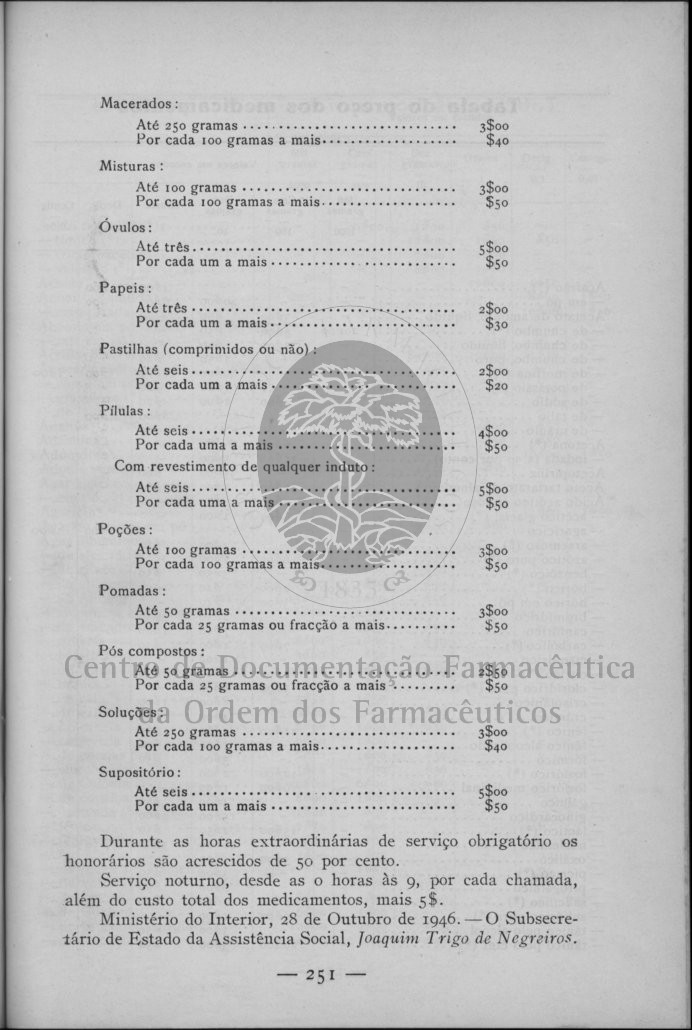 Macerados :
Até 250 gramas .............................. 3$00
Por cada 100 gramas a mais................... $40
Misturas :
Até 100 gramas .............................. 3$00
Por cada 100 gramas a mais................... $50
Óvulos :
Até três..................................... 5$00
Por cada um a mais .......................... $50
Papeis :
Até três ..................................... 2$00
Por cada um a mais........................... $30
Pastilhas (comprimidos ou não) :
Até seis..................................... 2$00
Por cada um a mais .......................... $20
Pílulas :
Até seis ..................................... 4$00
Por cada uma a mais ......................... $50
Com revestimento de qualquer induto :
Até seis..................................... 5$00
Por cada uma a mais ......................... $50
Poções :
Até 100 gramas .............................. 3$00
Por cada 100 gramas a mais................... $50
1835
Pomadas :
Até 50 gramas ............................... 3$00
Por cada 25 gramas ou fracção a mais.......... $50
Pós compostos :
Centro de Documentação Farmacêutica
Até 50 gramas ............................... 2$50
Por cada 25 gramas ou fracção a mais ......... $50
da Ordem dos Farmacêuticos
Soluções :
Até 250 gramas .............................. 3$00
Por cada 100 gramas a mais................... $40
Supositório :
Até seis ..................................... 5$00
Por cada um a mais .......................... $50
Durante as horas extraordinárias de serviço obrigatório os
honorários são acrescidos de 50 por cento.
Serviço noturno, desde as 0 horas às 9, por cada chamada,
além do custo total dos medicamentos, mais 5$.
Ministério do Interior, 28 de Outubro de 1946. — O Subsecre-
tário de Estado da Assistência Social, Joaquim Trigo de Negreiros.
— 251 —